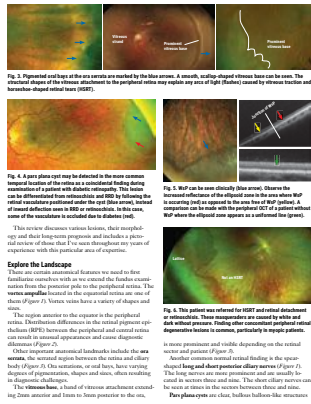 Vitreous
strand
Prominent
vitreous base
Prominent
vitreous base
Fig. 3. Pigmented oral bays at the ora serrata are marked by the blue arrows. A smooth, scallop-shaped vitreous base can be seen. The
structural shapes of the vitreous attachment to the peripheral retina may explain any arcs of light (flashes) caused by vitreous traction and
horseshoe-shaped retinal tears (HSRT).
Fig. 4. A pars plana cyst may be detected in the more common
temporal location of the retina as a coincidental finding during
examination of a patient with diabetic retinopathy. This lesion
can be differentiated from retinoschisis and RRD by following the
retinal vasculature positioned under the cyst (blue arrow), instead
of inward deflection seen in RRD or retinoschisis. In this case,
some of the vasculature is occluded due to diabetes (red).
This review discusses various lesions, their morphol-
ogy and their long-term prognosis and includes a picto-
rial review of those that I've seen throughout my years of
experience with this particular area of expertise.
Explore the Landscape
There are certain anatomical features we need to first
familiarize ourselves with as we extend the fundus exami-
nation from the posterior pole to the peripheral retina. The
vortex ampullae located in the equatorial retina are one of
them (Figure 1). Vortex veins have a variety of shapes and
sizes.
The region anterior to the equator is the peripheral
retina. Distribution differences in the retinal pigment epi-
thelium (RPE) between the peripheral and central retina
can result in unusual appearances and cause diagnostic
dilemmas (Figure 2).
Other important anatomical landmarks include the ora
serrata, the serrated region between the retina and ciliary
body (Figure 3). Ora serrations, or oral bays, have varying
degrees of pigmentation, shapes and sizes, often resulting
in diagnostic challenges.
The vitreous base, a band of vitreous attachment extend-
ing 2mm anterior and 1mm to 3mm posterior to the ora,
Fig. 5. WsP can be seen clinically (blue arrow). Observe the
increased reflectance of the ellipsoid zone in the area where WsP
is occurring (red) as opposed to the area free of WsP (yellow). A
comparison can be made with the peripheral OCT of a patient without
WsP where the ellipsoid zone appears as a uniform line (green).
Lattice
Not an HSRT
Fig. 6. This patient was referred for HSRT and retinal detachment
or retinoschisis. These masqueraders are caused by white and
dark without pressure. Finding other concomitant peripheral retinal
degenerative lesions is common, particularly in myopic patients.
is more prominent and visible depending on the retinal
sector and patient (Figure 3).
Another common normal retinal finding is the spear-
shaped long and short posterior ciliary nerves (Figure 1).
The long nerves are more prominent and are usually lo-
cated in sectors three and nine. The short ciliary nerves can
be seen at times in the sectors between three and nine.
Pars plana cysts are clear, bullous balloon-like structures